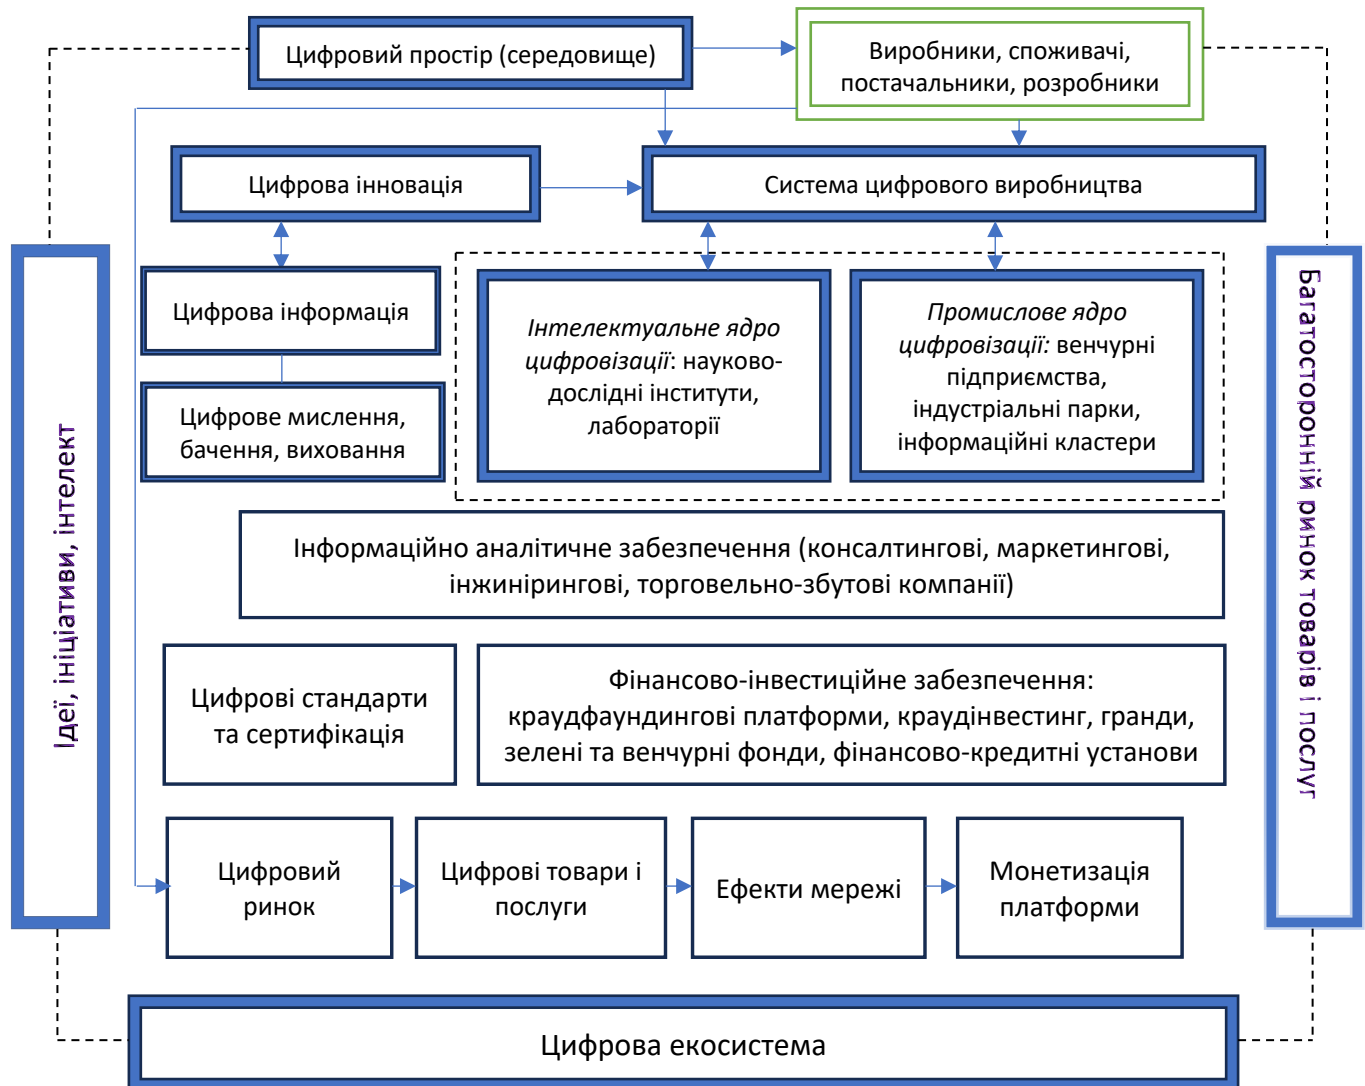 Цифровий простір (середовище)
Виробники, споживачі,
постачальники, розробники
Цифрова інновація
Система цифрового виробництва
Цифрова інформація
Інтелектуальне ядро
цифровізації: науково-
дослідні інститути,
лабораторії
Промислове ядро
цифровізації: венчурні
підприємства,
індустріальні парки,
інформаційні кластери
Цифрове мислення,
бачення, виховання
Ідеї, ініціативи, інтелект
Багатосторонній ринок товарів і послуг
Інформаційно аналітичне забезпечення (консалтингові, маркетингові,
інжинірингові, торговельно-збутові компанії)
Цифрові стандарти
та сертифікація
Фінансово-інвестиційне забезпечення:
краудфаундингові платформи, краудінвестинг, гранди,
зелені та венчурні фонди, фінансово-кредитні установи
Цифровий
ринок
Цифрові товари і
послуги
Ефекти мережі
Монетизація
платформи
Цифрова екосистема